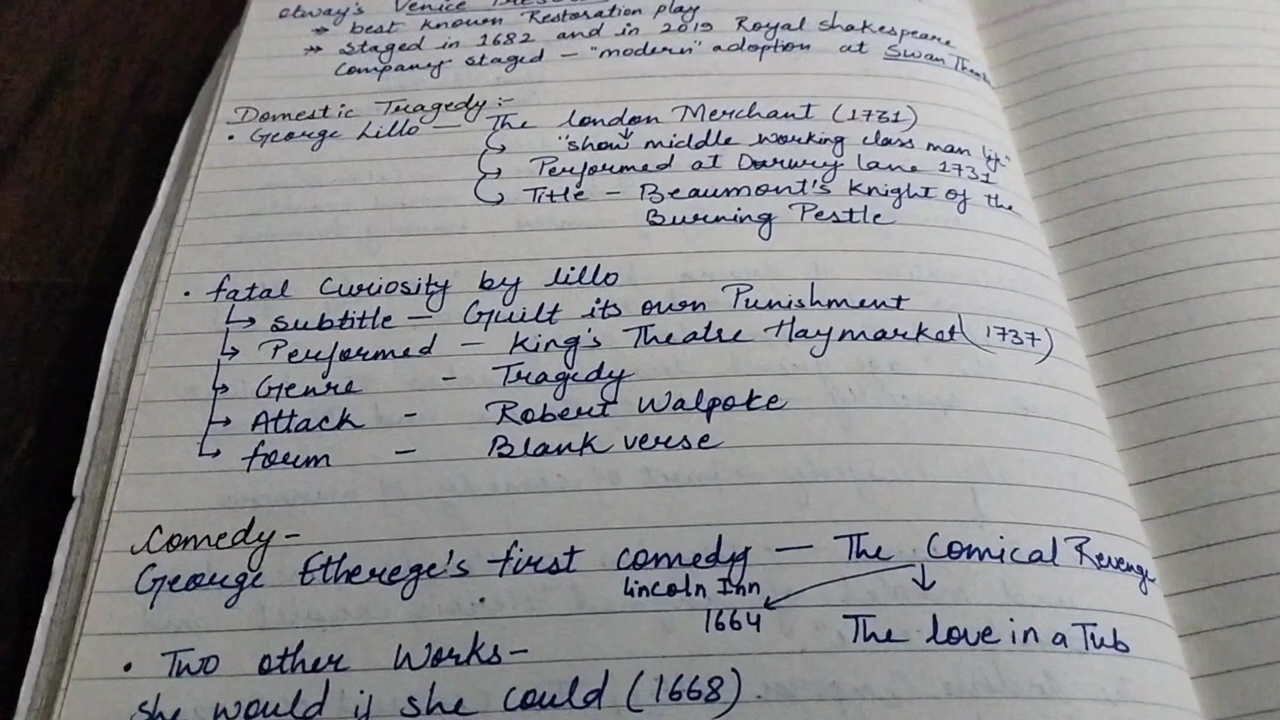 otway's Venice
→ best known Restoration play
→ staged in 1682 and in 2019 Royal Shakespeare
Company staged - "modern" adoption at Swan
Domestic Tragedy :-
• George Lillo — The london Merchant (1731)
"show middle working class man life"
Performed at Drury lane 1731
Title - Beaumont's Knight of the
Burning Pestle
• fatal Curiosity by lillo
subtitle - Guilt its own Punishment
Performed - King's Theatre Haymarket (1737)
Genre - Tragedy
Attack - Robert Walpole
form - Blank verse
Comedy -
George Etherege's first comedy — The Comical Revenge
lincoln Inn
1664 The love in a Tub
• Two other Works -
she would if she could (1668).